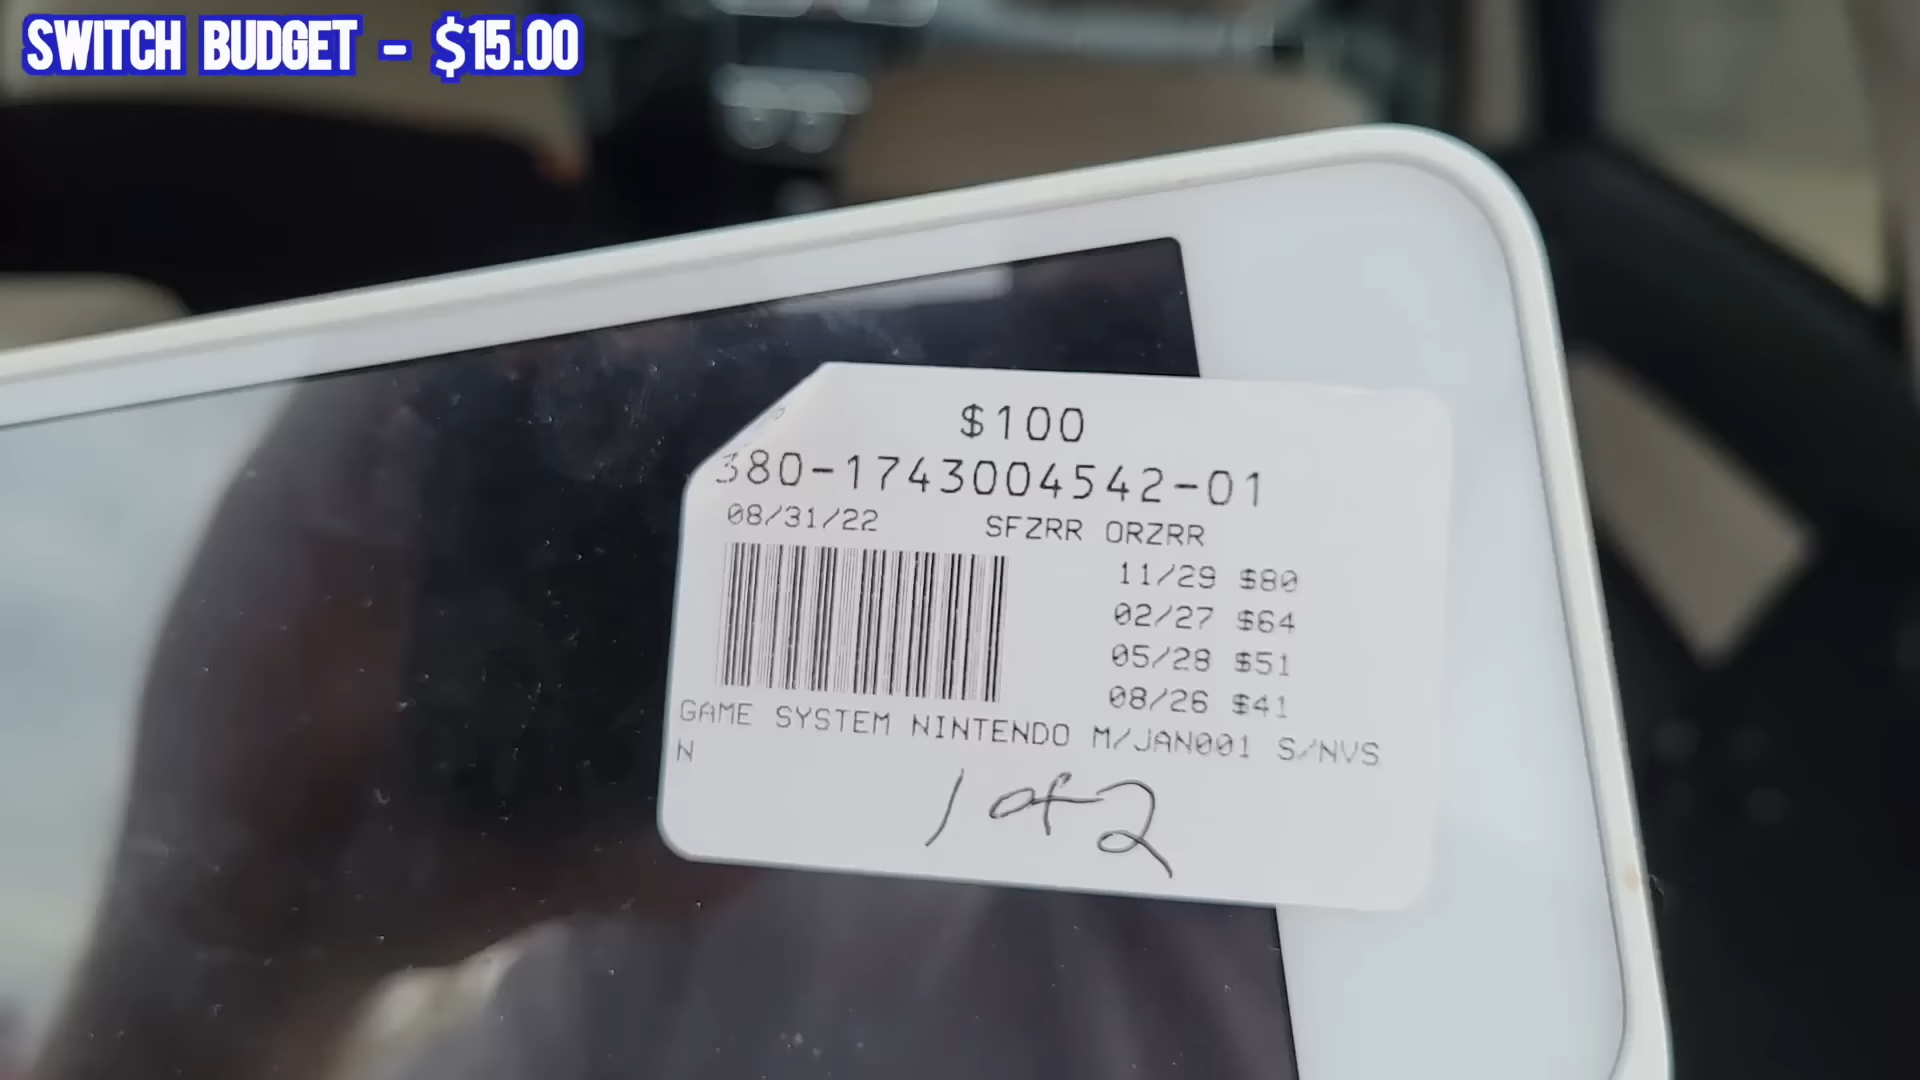 SWITCH BUDGET - $15.00
$100
380-1743004542-01
08/31/22 SFZRR ORZRR
11/29 $80
02/27 $64
05/28 $51
08/26 $41
GAME SYSTEM NINTENDO M/JAN001 S/NVS
N
1 of 2